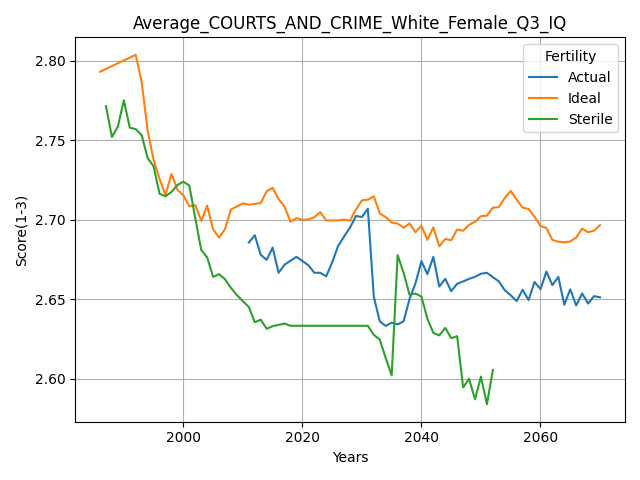 Average_COURTS_AND_CRIME_White_Female_Q3_IQ
Fertility
Actual
Ideal
Sterile
Score(1-3)
2.80
2.75
2.70
2.65
2.60
2000
2020
2040
2060
Years